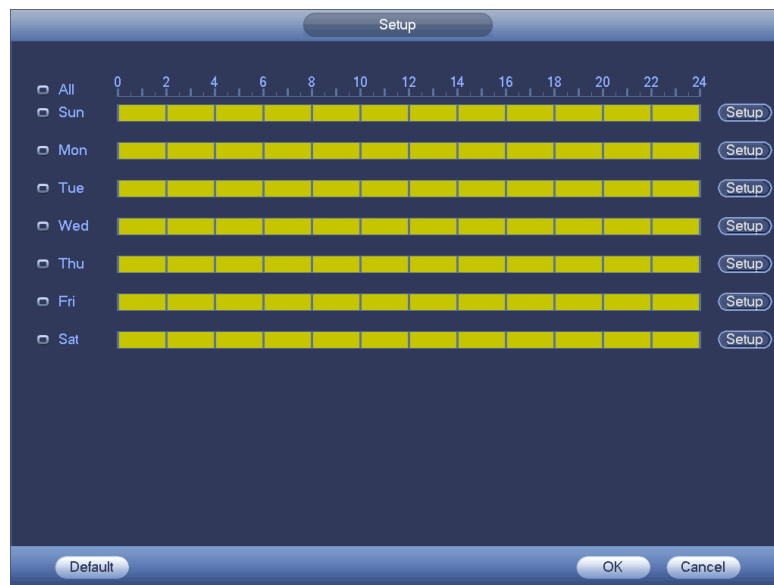 Setup
All 0 2 4 6 8 10 12 14 16 18 20 22 24
Sun Setup
Mon Setup
Tue Setup
Wed Setup
Thu Setup
Fri Setup
Sat Setup
Default OK Cancel